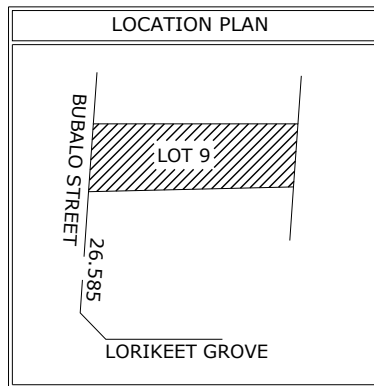 LOCATION PLAN
BUBALO STREET
LOT 9
26.585
LORIKEET GROVE